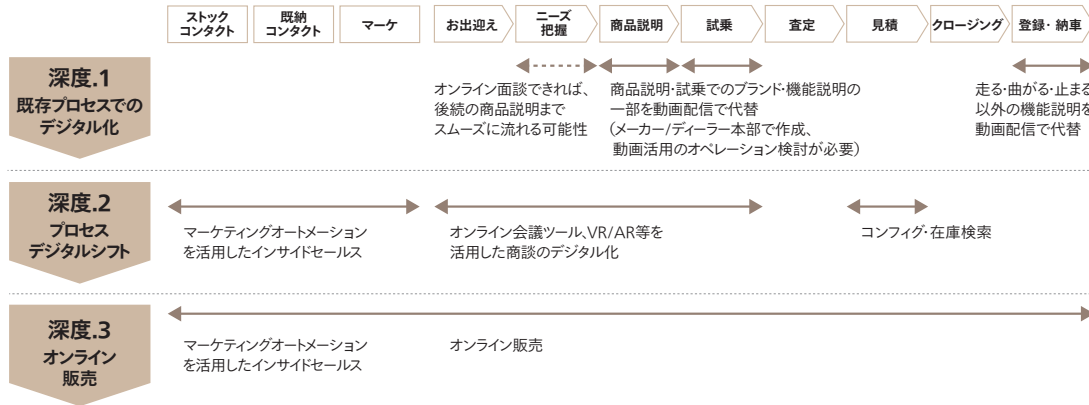 ストック
コンタクト
既納
コンタクト
マーケ
お出迎え
ニーズ
把握
商品説明
試乗
査定
見積
クロージング
登録・納車
深度.1
既存プロセスでの
デジタル化
オンライン面談できれば、
後続の商品説明まで
スムーズに流れる可能性
商品説明・試乗でのブランド・機能説明の
一部を動画配信で代替
(メーカー/ディーラー本部で作成、
動画活用のオペレーション検討が必要)
走る・曲がる・止まる
以外の機能説明を
動画配信で代替
深度.2
プロセス
デジタルシフト
マーケティングオートメーション
を活用したインサイドセールス
オンライン会議ツール、VR/AR等を
活用した商談のデジタル化
コンフィグ・在庫検索
深度.3
オンライン
販売
マーケティングオートメーション
を活用したインサイドセールス
オンライン販売